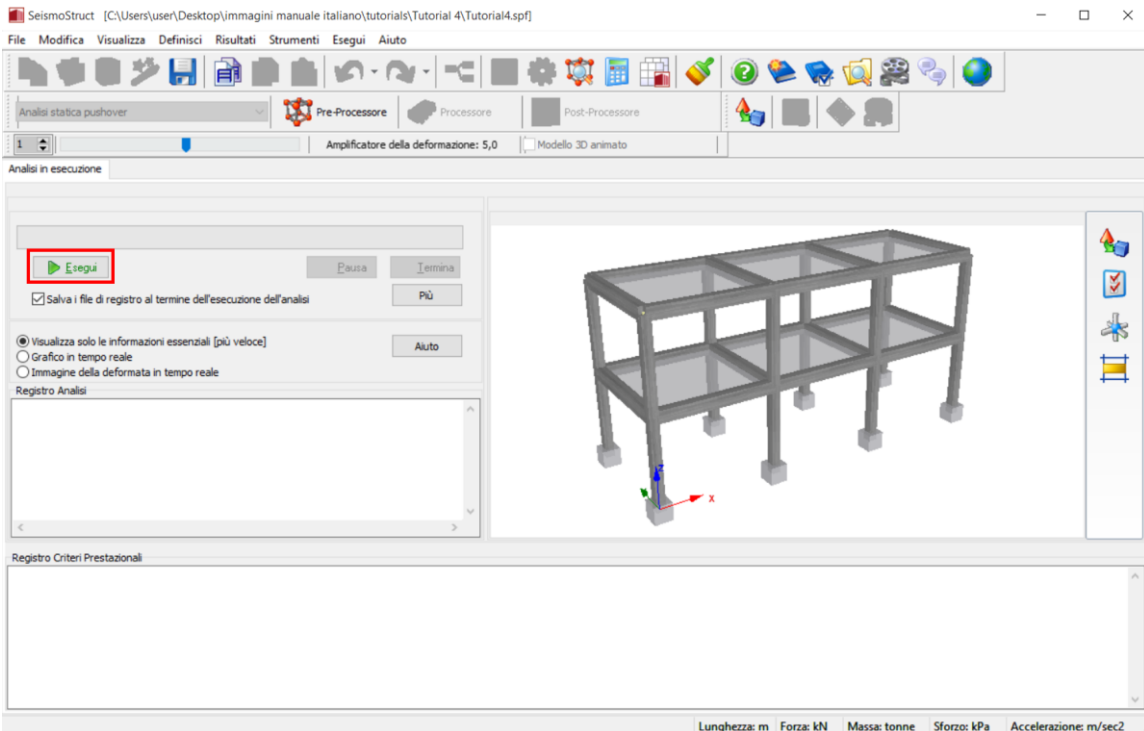 SeismoStruct [C:\Users\user\Desktop\immagini manuale italiano\tutorials\Tutorial 4\Tutorial4.spf]
File Modifica Visualizza Definisci Risultati Strumenti Esegui Aiuto
Analisi statica pushover Pre-Processore Processore Post-Processore
1 Amplificatore della deformazione: 5,0 Modello 3D animato
Analisi in esecuzione
Esegui Pausa Termina
Salva i file di registro al termine dell'esecuzione dell'analisi Più
Visualizza solo le informazioni essenziali [più veloce] Aiuto
Grafico in tempo reale
Immagine della deformata in tempo reale
Registro Analisi
z
x
Registro Criteri Prestazionali
Lunghezza: m Forza: kN Massa: tonne Sforzo: kPa Accelerazione: m/sec2